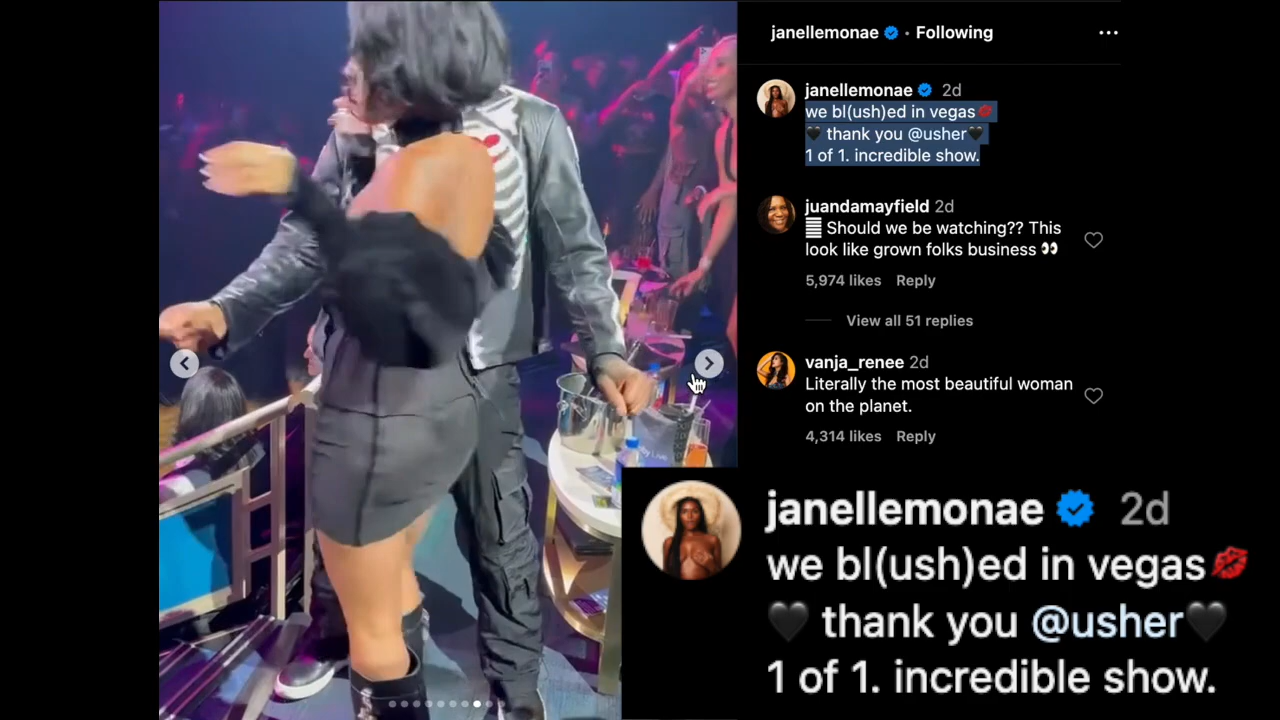 janellemonae • Following
janellemonae 2d
we bl(ush)ed in vegas💋
🖤 thank you @usher🖤
1 of 1. incredible show.
juandamayfield 2d
Should we be watching?? This
look like grown folks business 👀
5,974 likes Reply
View all 51 replies
vanja_renee 2d
Literally the most beautiful woman
on the planet.
4,314 likes Reply
janellemonae 2d
we bl(ush)ed in vegas💋
🖤 thank you @usher🖤
1 of 1. incredible show.